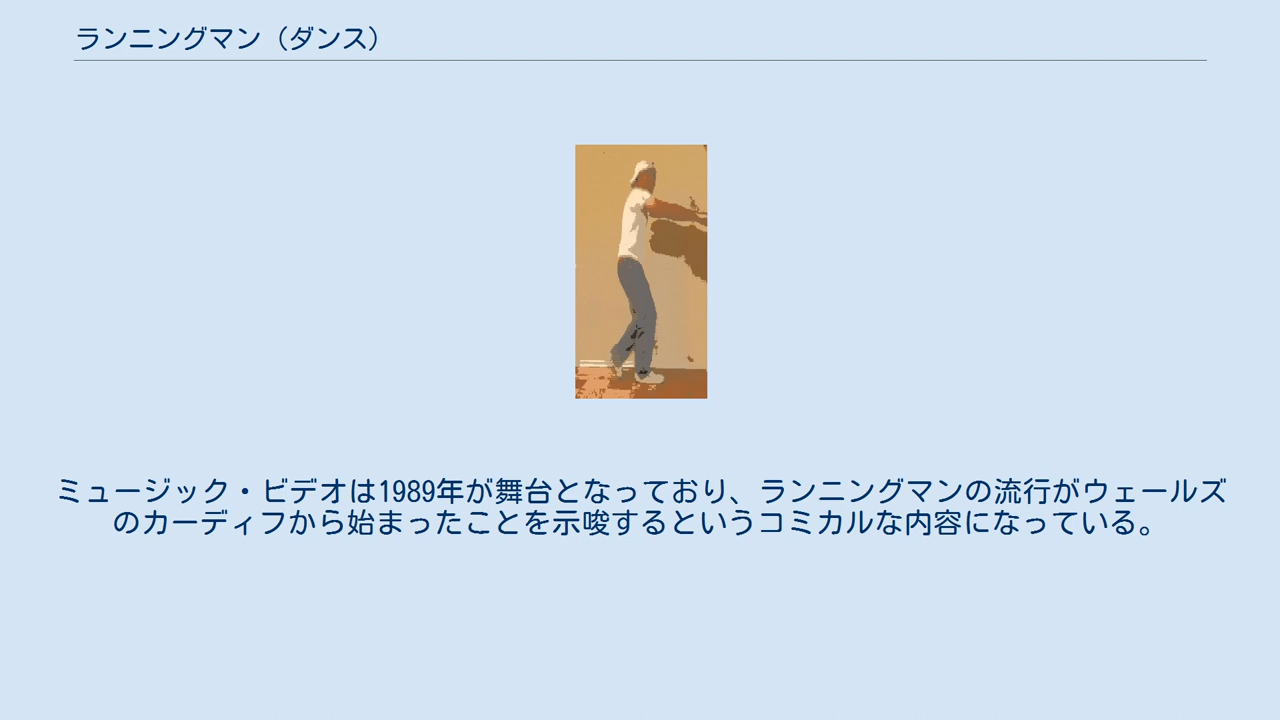 ランニングマン（ダンス）
ミュージック・ビデオは1989年が舞台となっており、ランニングマンの流行がウェールズ
のカーディフから始まったことを示唆するというコミカルな内容になっている。